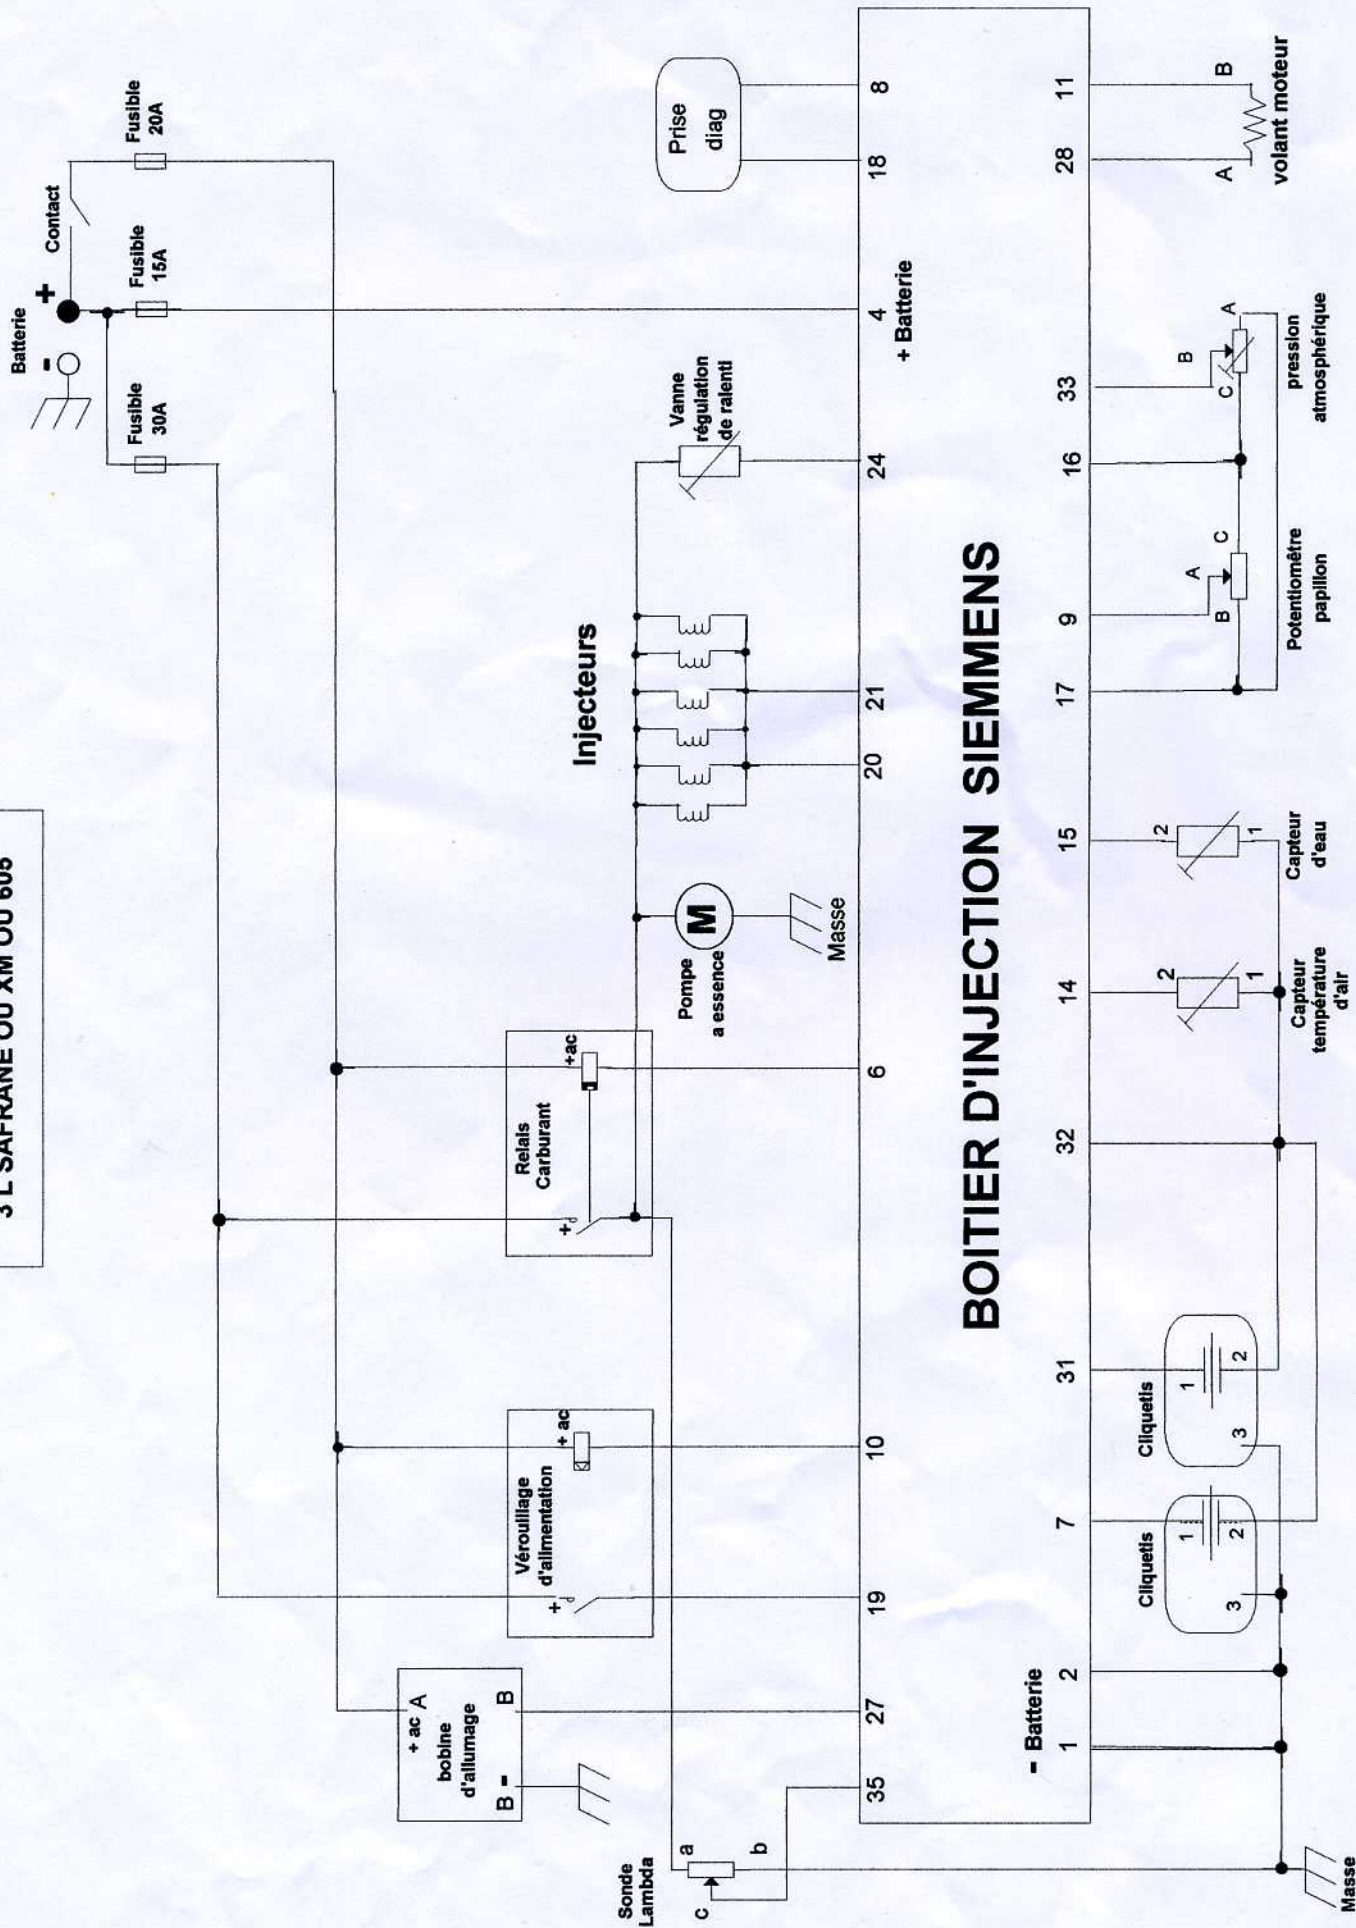 3 L SAFRANE OU XM OU 605
Batterie
-
+
Contact
Fusible
30A
Fusible
15A
Fusible
20A
Sonde
Lambda
a
b
C
+ ac A
bobine
d'allumage
B -
B
Vérouillage
d'alimentation
+
+ ac
Relais
Carburant
+
+ac
Pompe
a essence
M
Masse
Injecteurs
Vanne
régulation
de ralenti
Prise
diag
35
27
19
10
6
20
21
24
4
18
8
+ Batterie
BOITIER D'INJECTION SIEMMENS
- Batterie
1
2
7
31
32
14
15
17
9
16
33
28
11
Masse
Cliquetis
1
2
3
Cliquetis
1
2
3
2
1
Capteur
température
d'air
2
1
Capteur
d'eau
B
A
C
Potentiomêtre
papillon
C
B
A
pression
atmosphérique
A
B
volant moteur